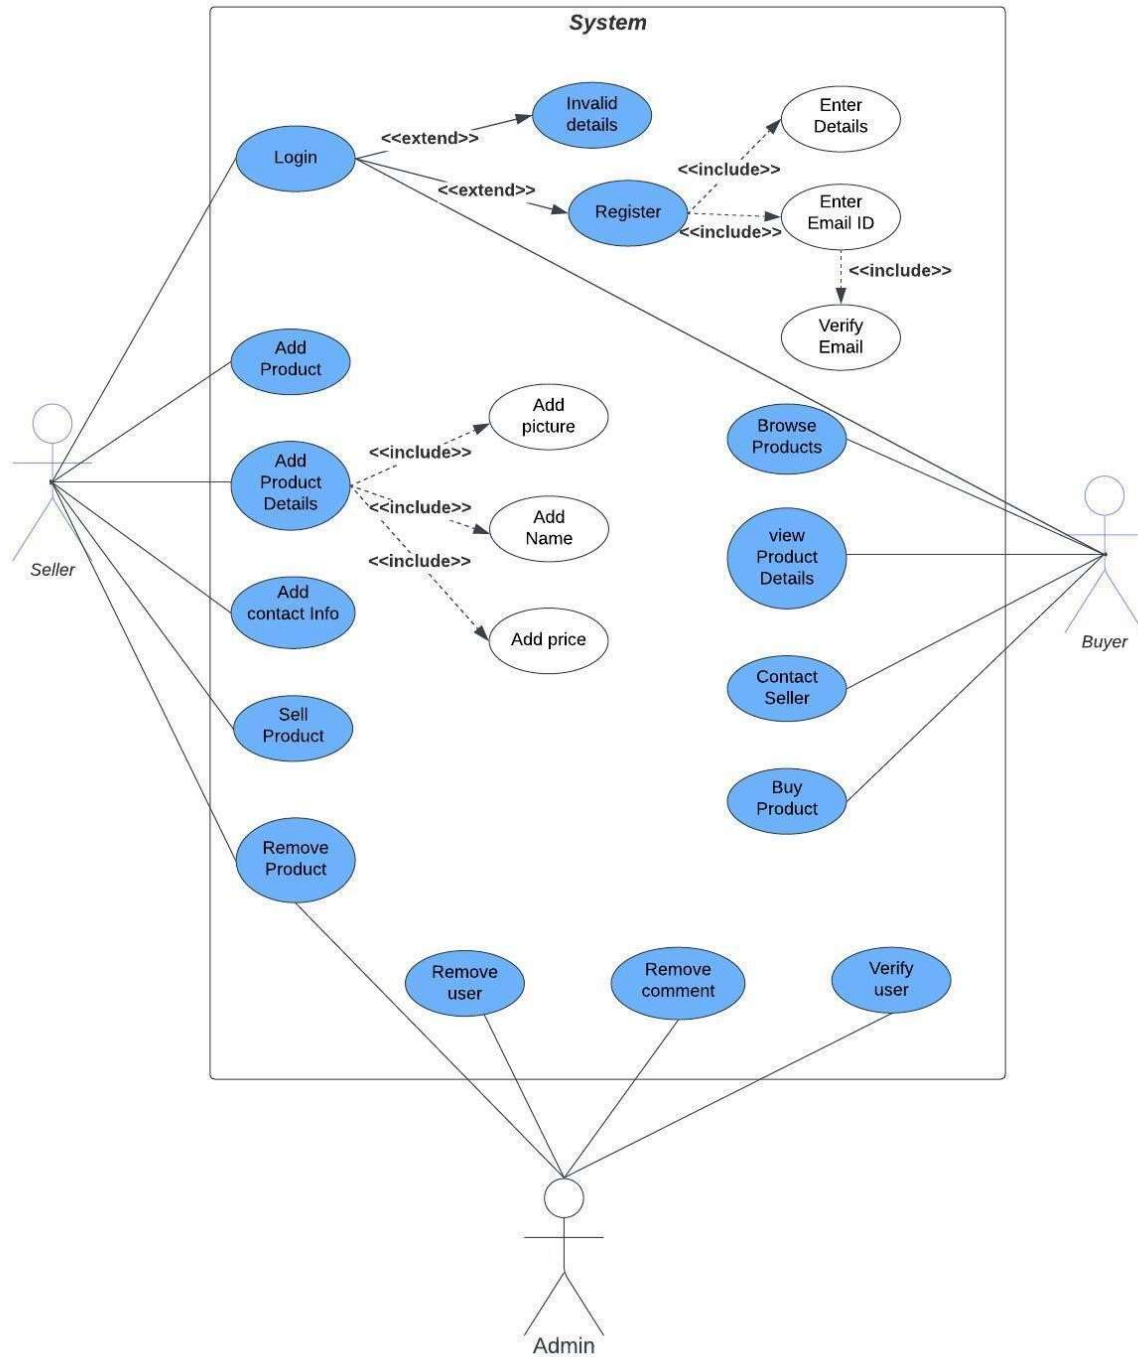 System
Invalid
details
Enter
Details
<<extend>>
Login
<<include>>
<<extend>>
Register
Enter
Email ID
<<include>>
<<include>>
Verify
Email
Add
Product
Add
picture
Browse
Products
<<include>>
Add
Product
Details
<<include>>
Add
Name
view
Product
Details
<<include>>
Seller
Add
contact Info
Add price
Buyer
Contact
Seller
Sell
Product
Buy
Product
Remove
Product
Remove
user
Remove
comment
Verify
user
Admin